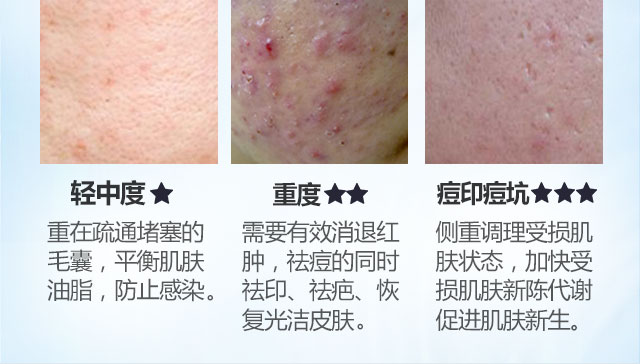 轻中度★
重在疏通堵塞的
毛囊，平衡肌肤
油脂，防止感染。
重度★★
需要有效消退红
肿，祛痘的同时
祛印、祛疤、恢
复光洁皮肤。
痘印痘坑★★★
侧重调理受损肌
肤状态，加快受
损肌肤新陈代谢
促进肌肤新生。